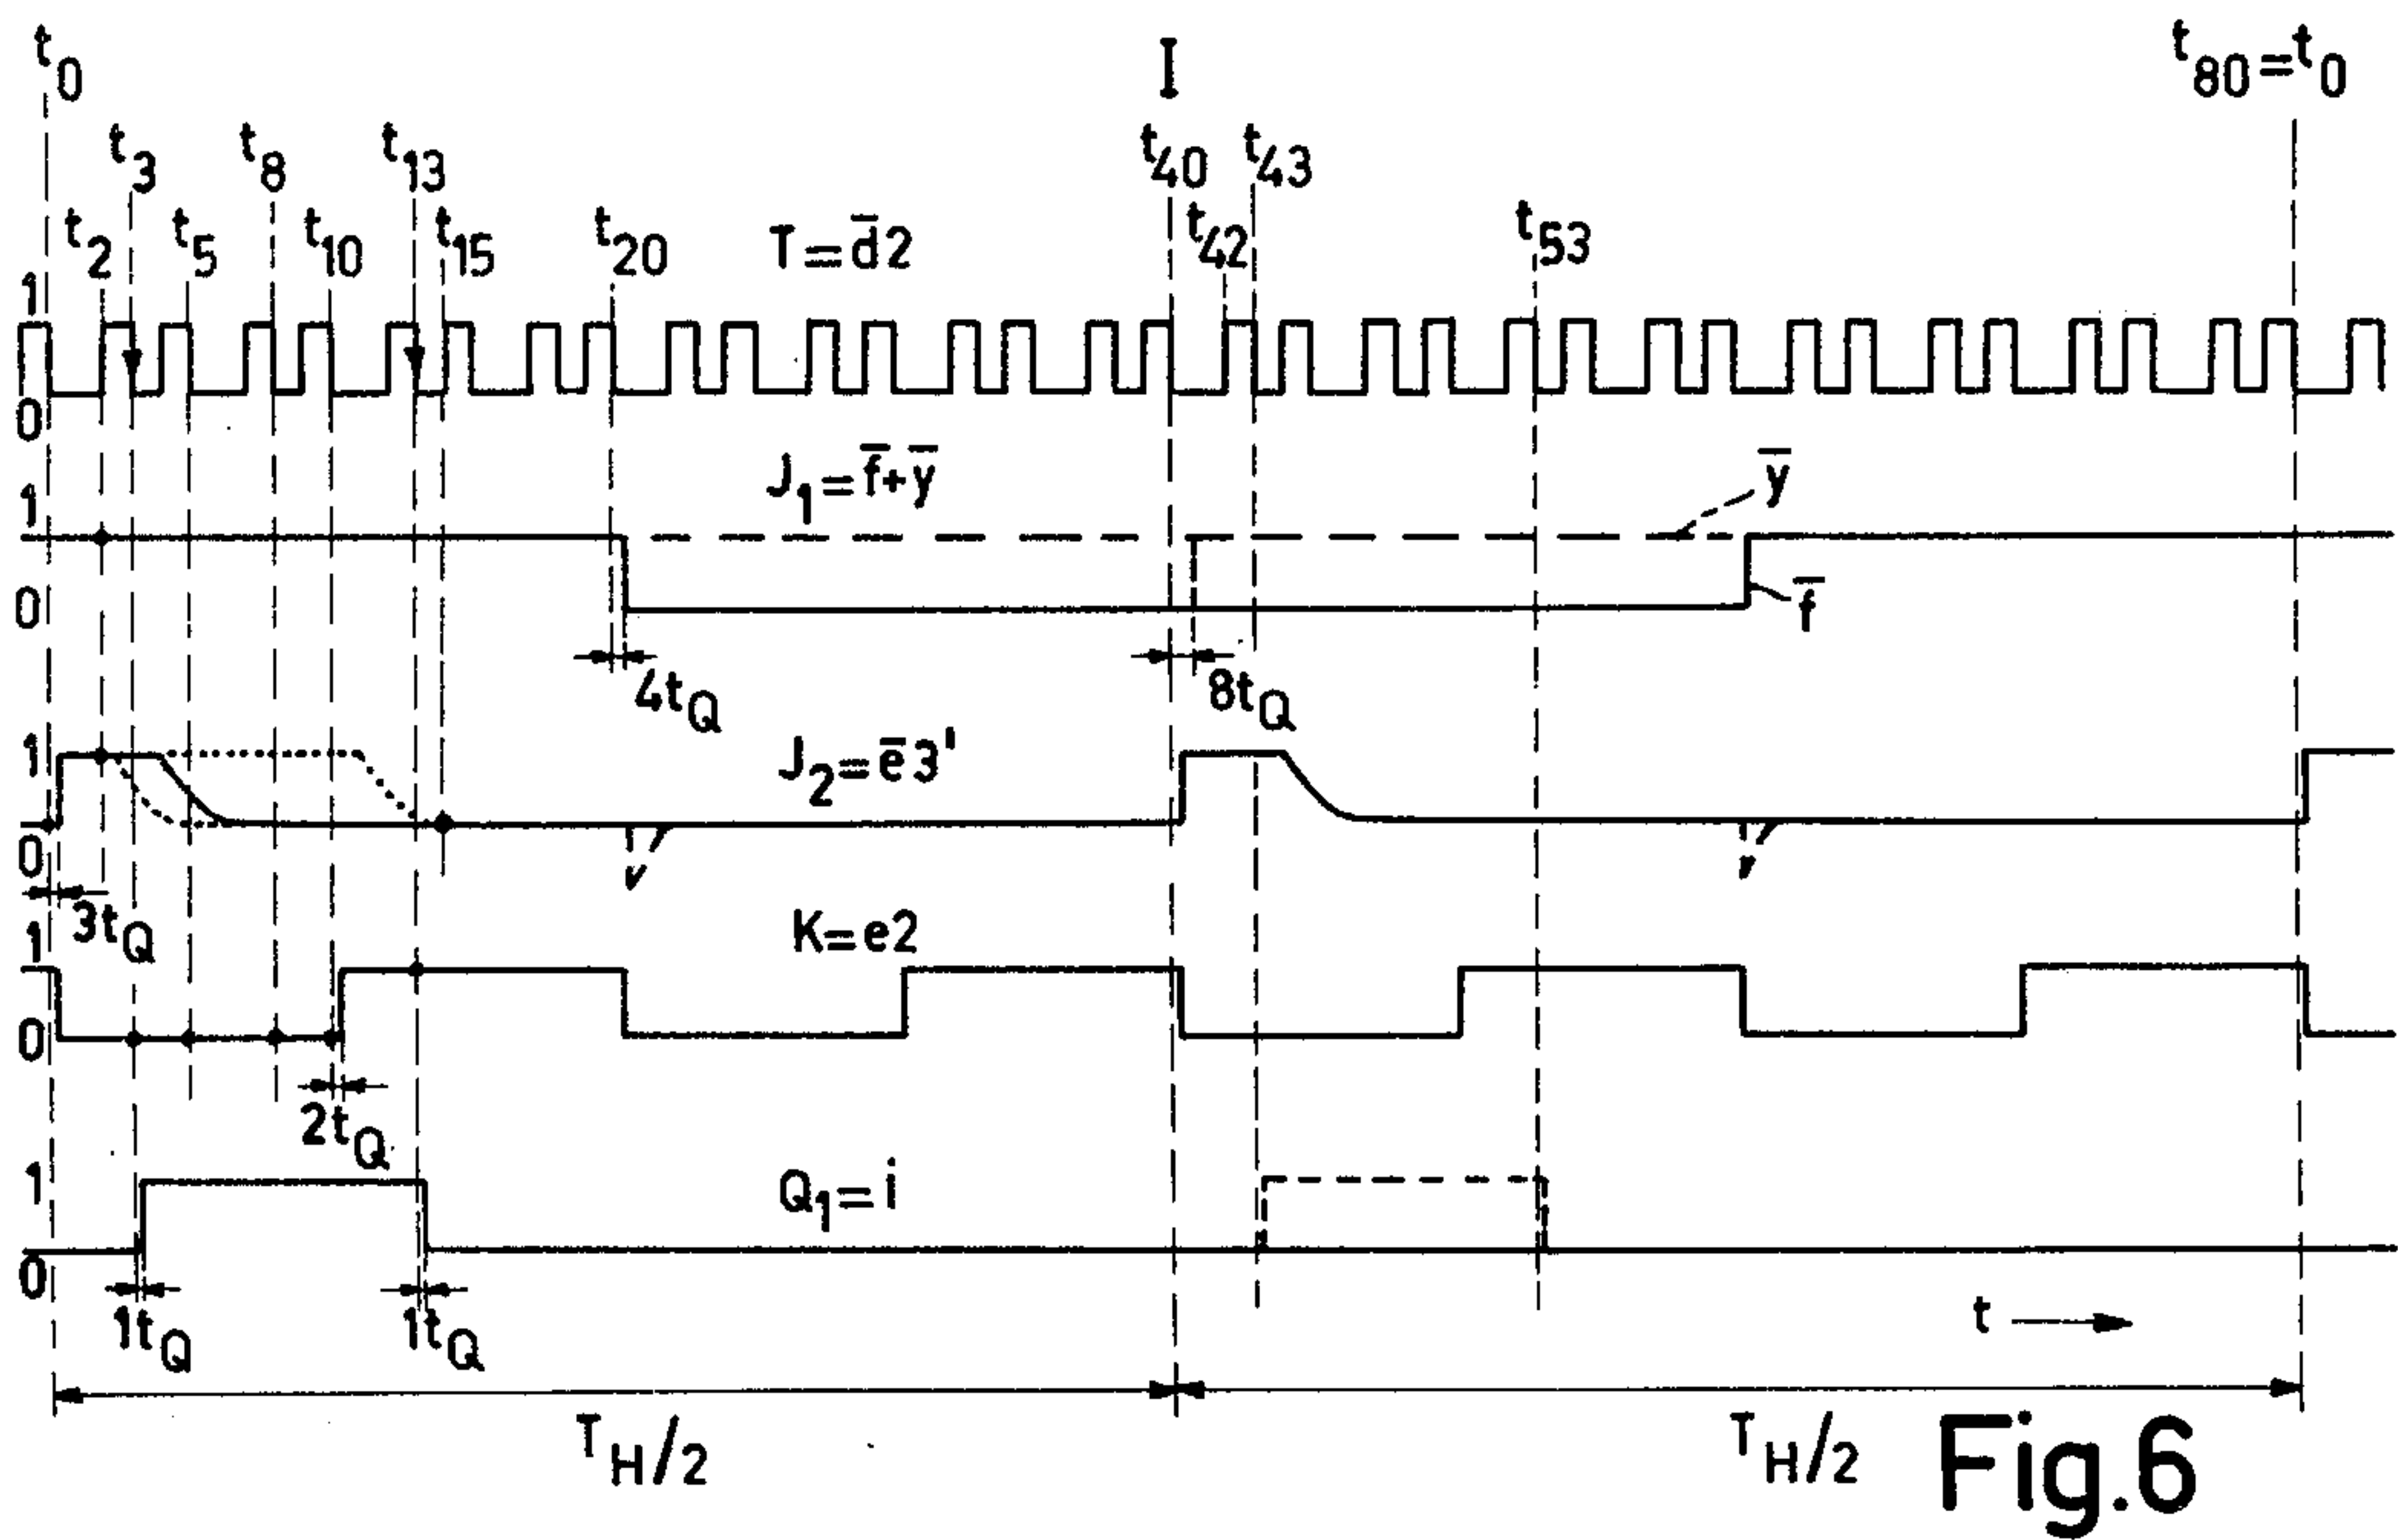 t0 I t80=t0
t3 t8 t13 t40 t43
t2 t5 t10 t15 t20 T=d̅2 t42 t53
1
0
J1=f̅+y̅ y̅
1
0 f̅
4tQ 8tQ
1 J2=e̅3'
0
3tQ
K=e2
1
0
2tQ
1 Q1=i
0
1tQ 1tQ t
TH/2 TH/2 Fig.6